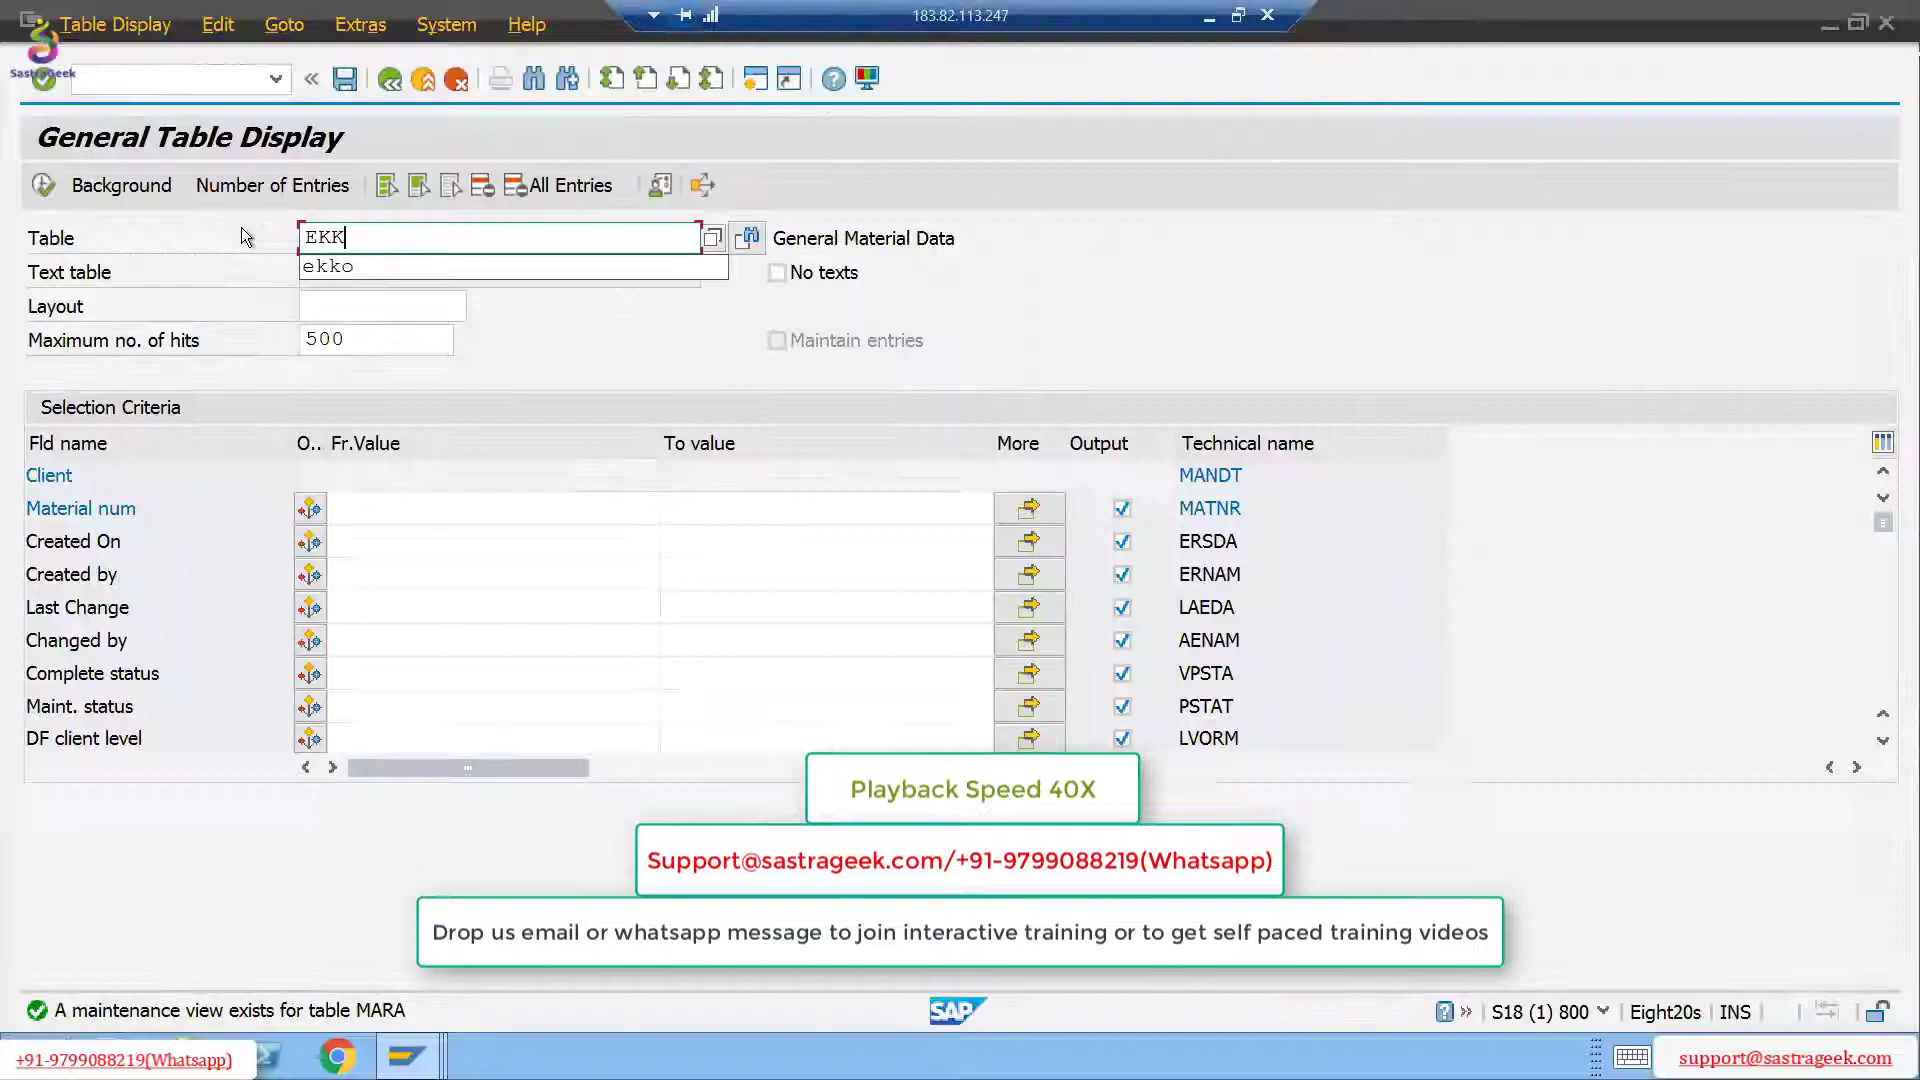 Table Display Edit Goto Extras System Help
183.82.113.247
SastraGeek
General Table Display
Background Number of Entries All Entries
Table EKK General Material Data
ekko
Text table No texts
Layout
Maximum no. of hits 500 Maintain entries
Selection Criteria
Fld name O.. Fr.Value To value More Output Technical name
Client MANDT
Material num MATNR
Created On ERSDA
Created by ERNAM
Last Change LAEDA
Changed by AENAM
Complete status VPSTA
Maint. status PSTAT
DF client level LVORM
Playback Speed 40X
Support@sastrageek.com/+91-9799088219(Whatsapp)
Drop us email or whatsapp message to join interactive training or to get self paced training videos
A maintenance view exists for table MARA
SAP
S18 (1) 800 Eight20s INS
+91-9799088219(Whatsapp)
support@sastrageek.com